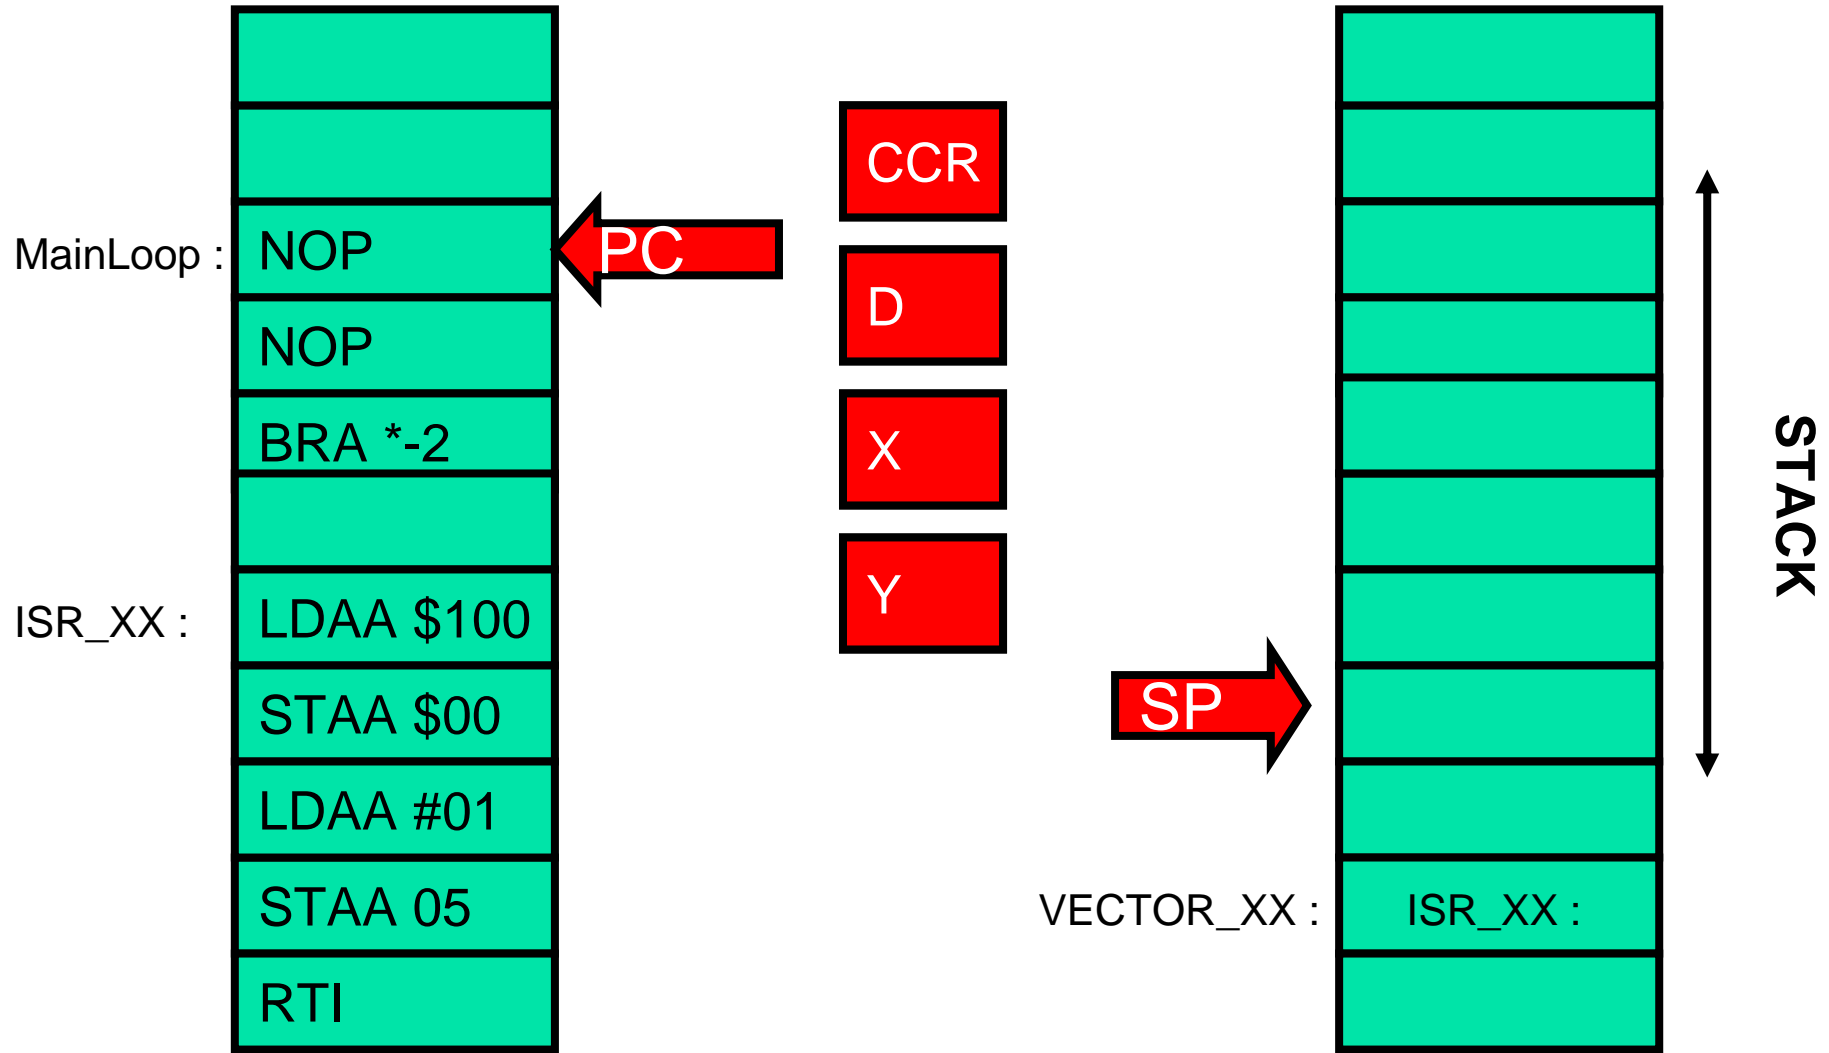 MainLoop :
NOP
PC
NOP
BRA *-2
ISR_XX :
LDAA $100
STAA $00
LDAA #01
STAA 05
RTI
CCR
D
X
Y
SP
STACK
VECTOR_XX :
ISR_XX :